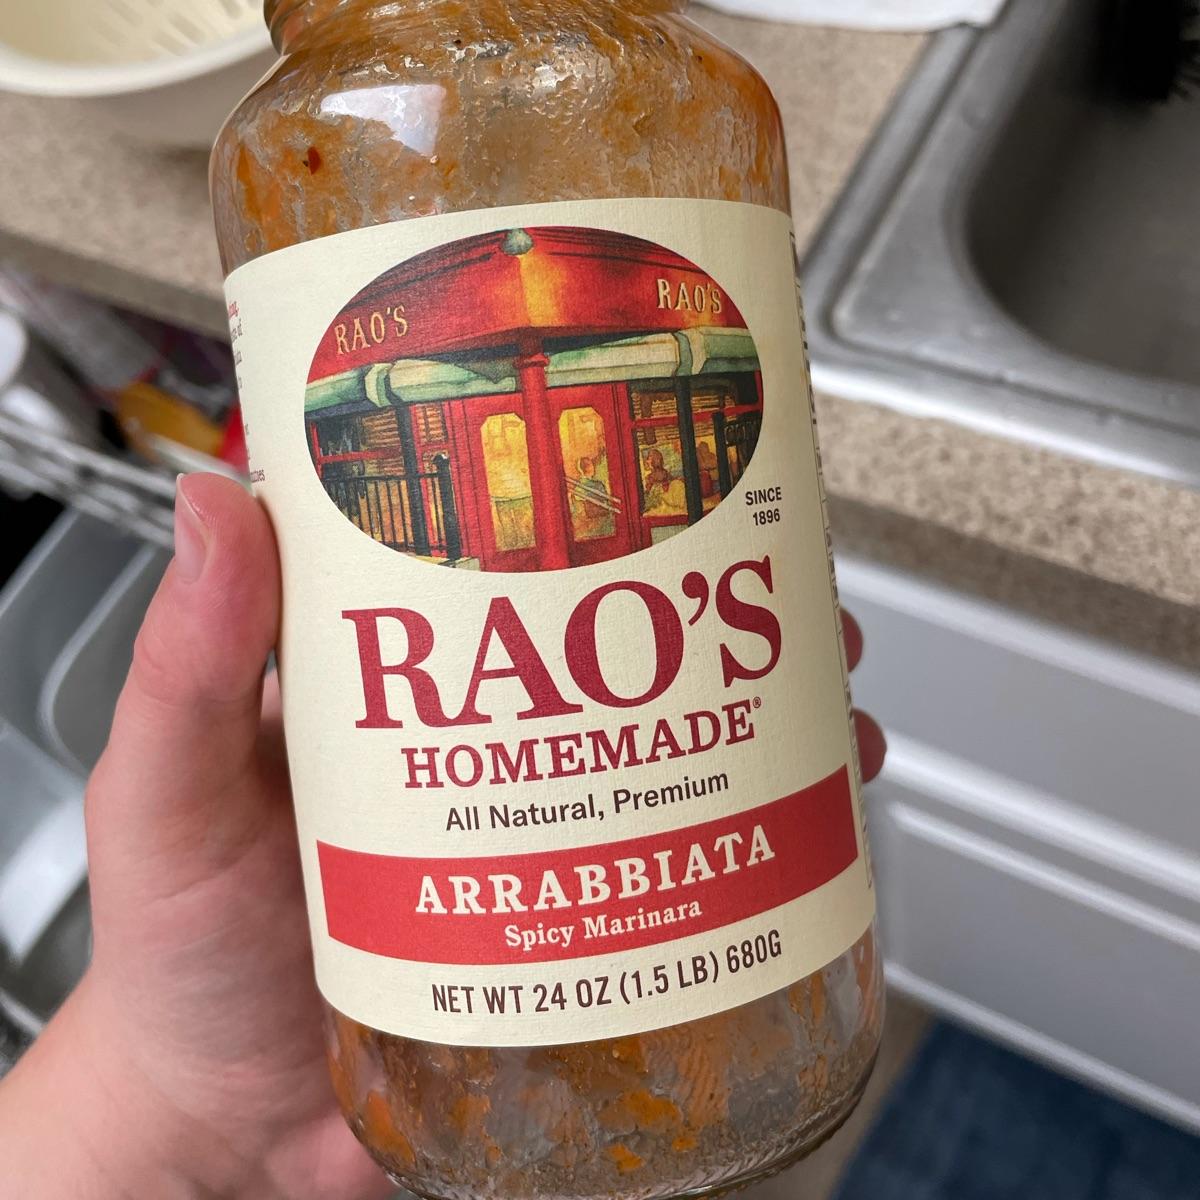 RAO'S
RAO'S
SINCE
1896
RAO'S
HOMEMADE®
All Natural, Premium
ARRABBIATA
Spicy Marinara
NET WT 24 OZ (1.5 LB) 680G